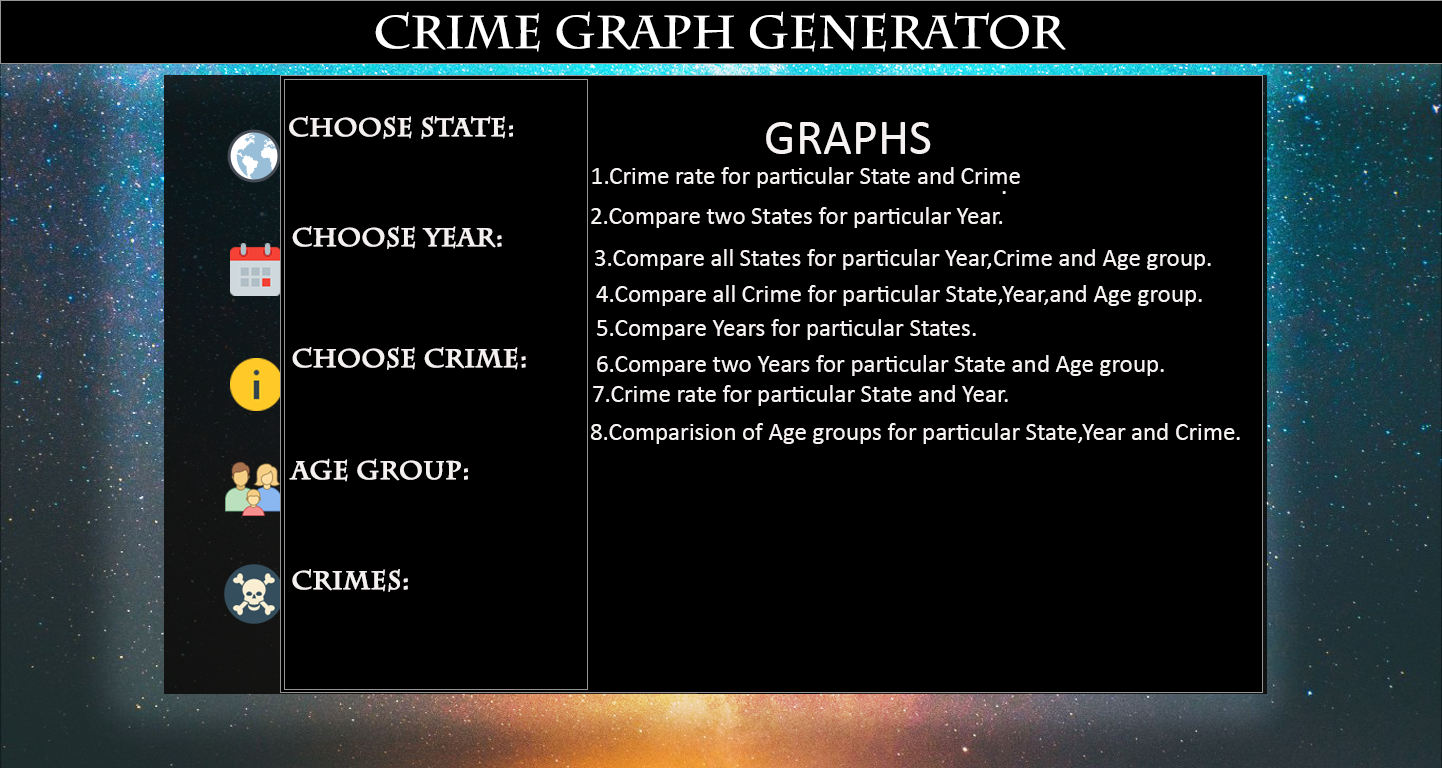 CRIME GRAPH GENERATOR
CHOOSE STATE:
CHOOSE YEAR:
CHOOSE CRIME:
AGE GROUP:
CRIMES:
GRAPHS
1.Crime rate for particular State and Crime
.
2.Compare two States for particular Year.
3.Compare all States for particular Year,Crime and Age group.
4.Compare all Crime for particular State,Year,and Age group.
5.Compare Years for particular States.
6.Compare two Years for particular State and Age group.
7.Crime rate for particular State and Year.
8.Comparision of Age groups for particular State,Year and Crime.